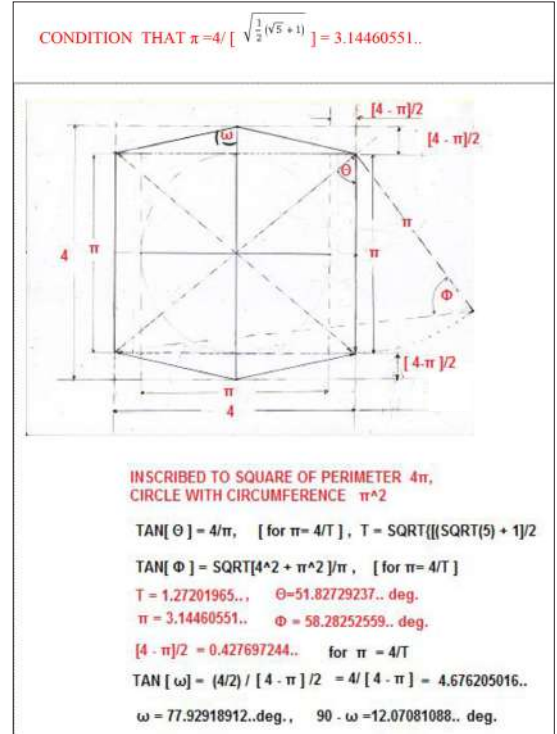 CONDITION THAT π =4/ [ √½(√5 + 1) ] = 3.14460551..
[4 - π]/2
[4 - π]/2
ω
Θ
π
4
π
π
Φ
[ 4-π ]/2
π
4
INSCRIBED TO SQUARE OF PERIMETER 4π,
CIRCLE WITH CIRCUMFERENCE π^2
TAN[ Θ ] = 4/π, [ for π= 4/T ] , T = SQRT{[(SQRT(5) + 1]/2
TAN[ Φ ] = SQRT[4^2 + π^2 ]/π , [ for π= 4/T ]
T = 1.27201965.., Θ=51.82729237.. deg.
π = 3.14460551.. Φ = 58.28252559.. deg.
[4 - π]/2 = 0.427697244.. for π = 4/T
TAN [ ω] = (4/2) / [ 4 - π ] /2 = 4/ [ 4 - π ] = 4.676205016..
ω = 77.92918912..deg. , 90 - ω =12.07081088.. deg.